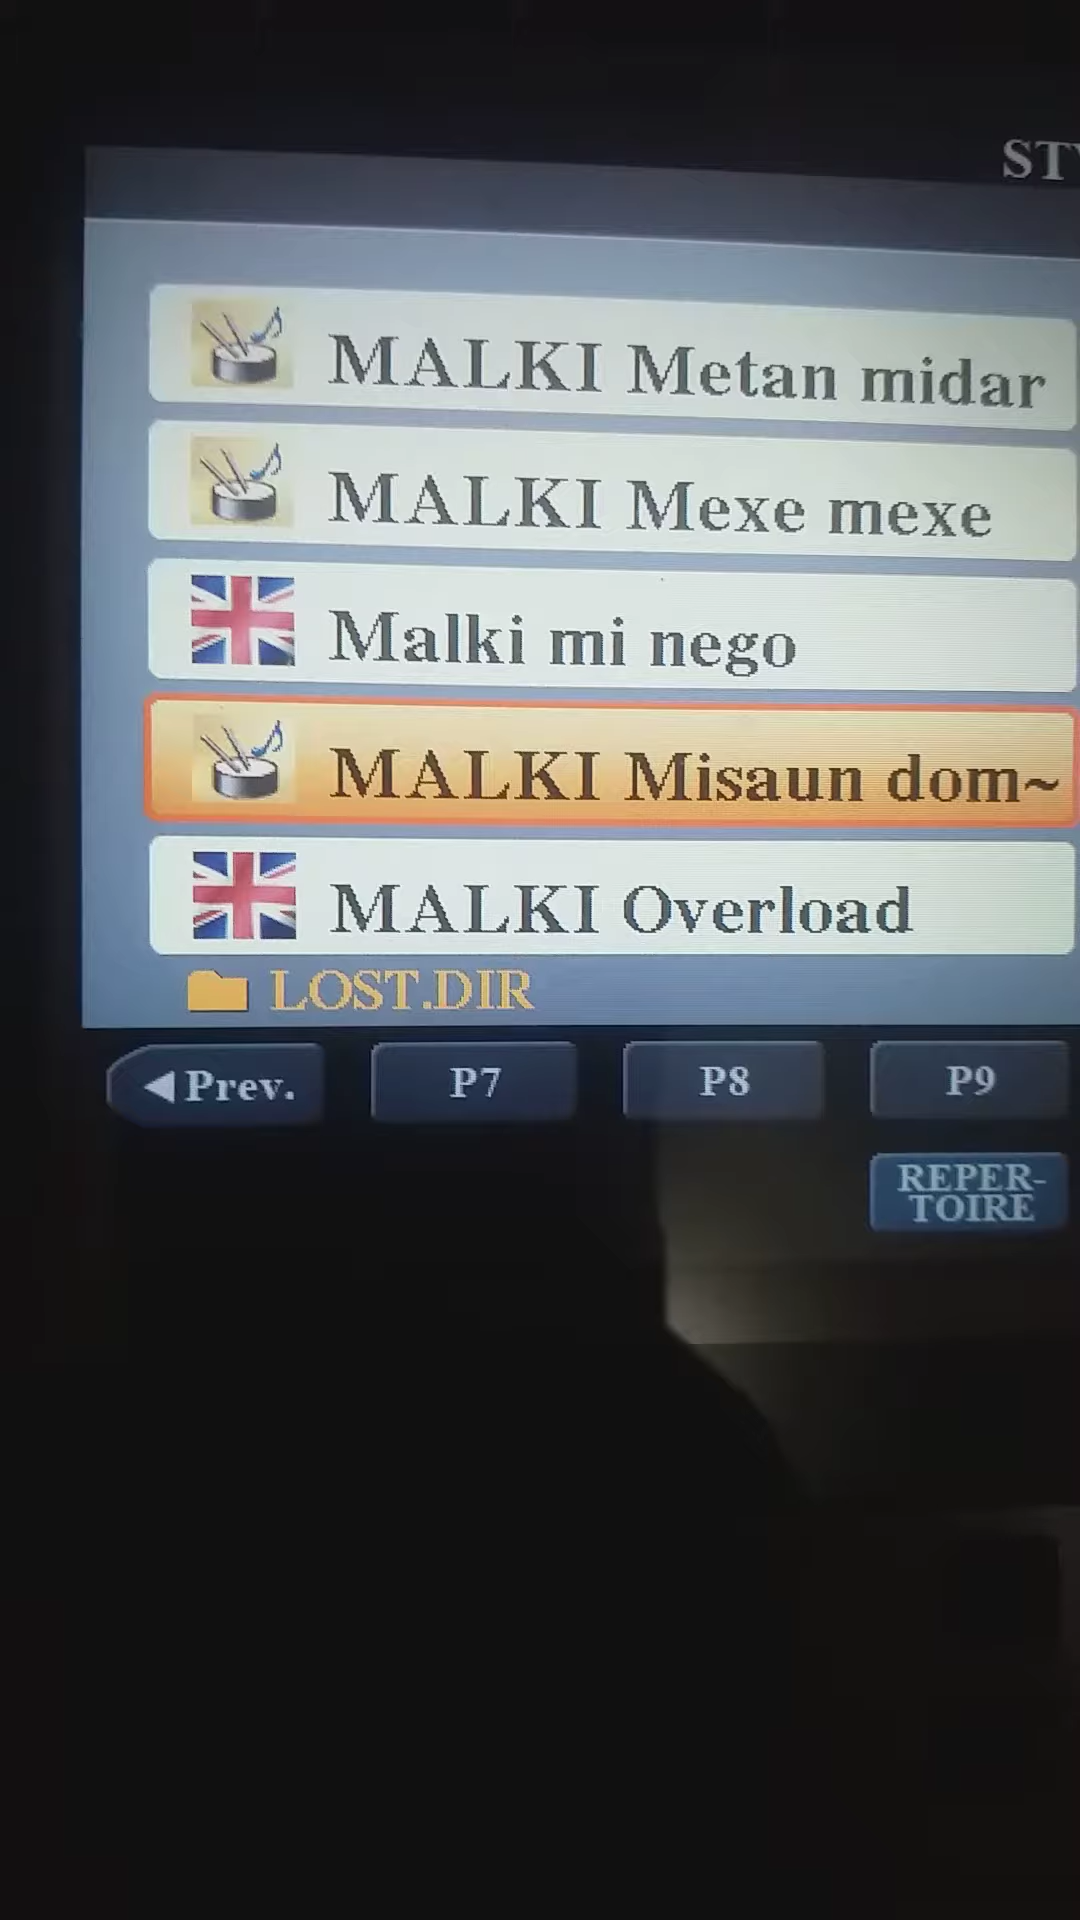 MALKI Metan midar
MALKI Mexe mexe
Malki mi nego
MALKI Misaun dom~
MALKI Overload
LOST.DIR
Prev.
P7
P8
P9
REPER-
TOIRE